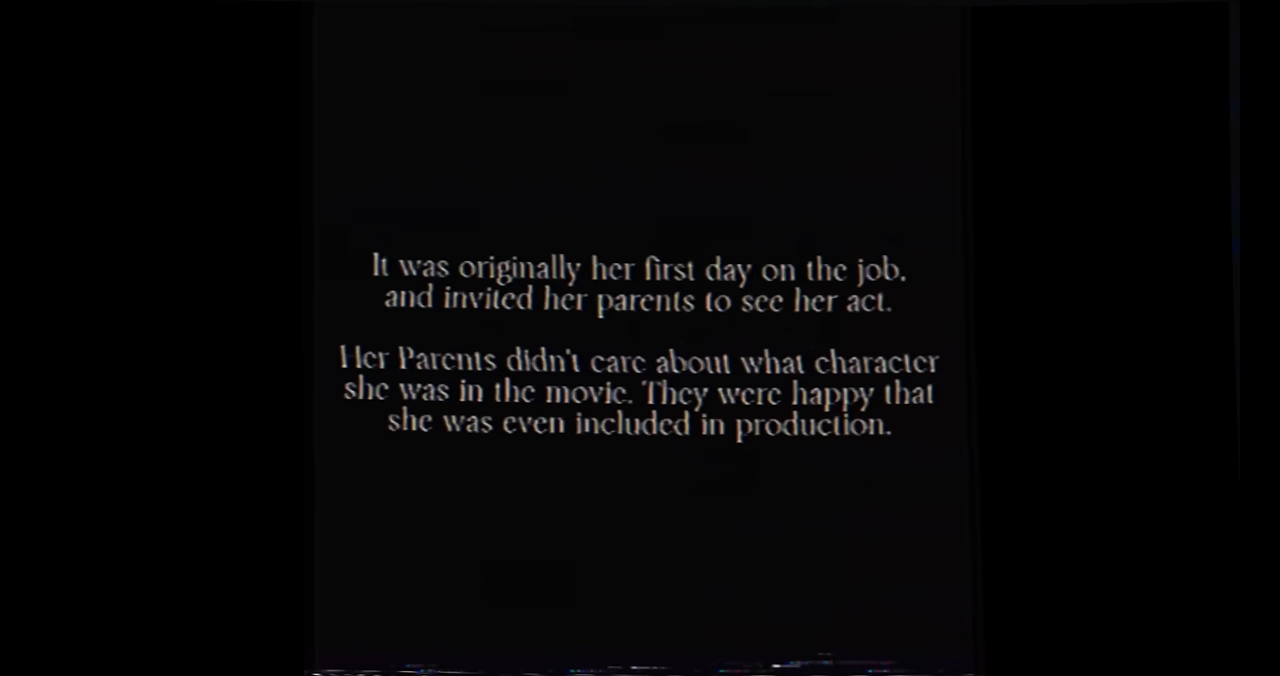 It was originally her first day on the job.
and invited her parents to see her act.
Her Parents didn't care about what character
she was in the movie. They were happy that
she was even included in production.